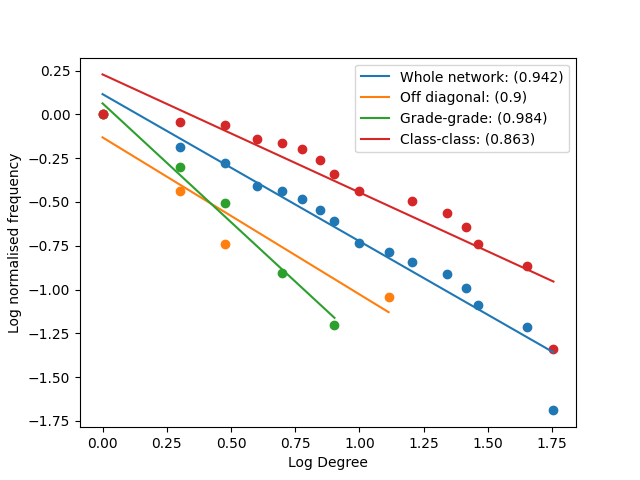 Whole network: (0.942)
Off diagonal: (0.9)
Grade-grade: (0.984)
Class-class: (0.863)
Log normalised frequency
0.25
0.00
−0.25
−0.50
−0.75
−1.00
−1.25
−1.50
−1.75
0.00 0.25 0.50 0.75 1.00 1.25 1.50 1.75
Log Degree